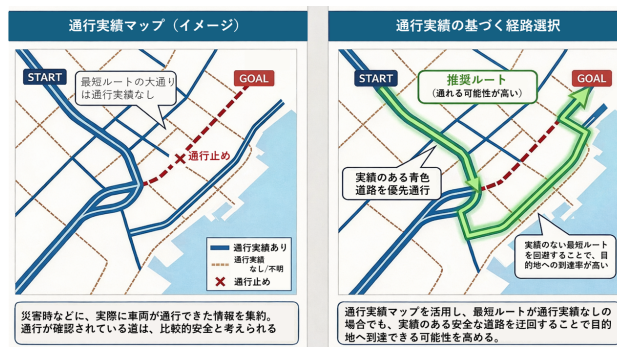 通行実績マップ（イメージ）
START
最短ルートの大通り
は通行実績なし
GOAL
通行止め
通行実績あり
通行実績
なし/不明
通行止め
災害時などに、実際に車両が通行できた情報を集約。
通行が確認されている道は、比較的安全と考えられる
通行実績の基づく経路選択
START
推奨ルート
（通れる可能性が高い）
GOAL
実績のある青色
道路を優先通行
実績のない最短ルート
を回避することで、目
的地への到達率が高い
通行実績マップを活用し、最短ルートが通行実績なしの
場合でも、実績のある安全な道路を迂回することで目的
地へ到達できる可能性を高める。